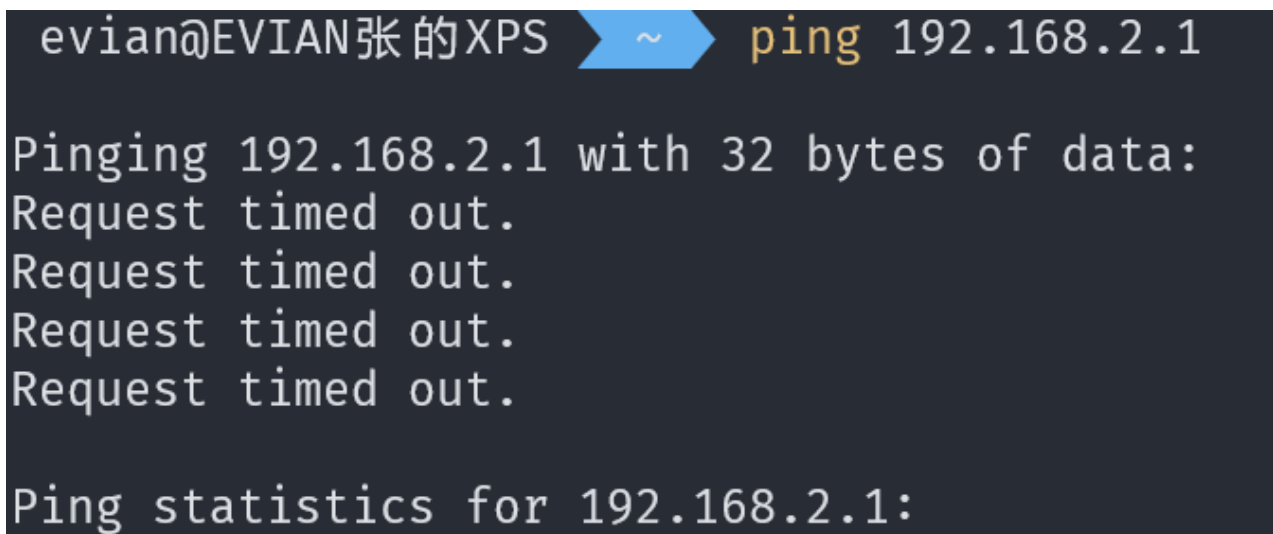 evian@EVIAN张的XPS ~ ping 192.168.2.1
Pinging 192.168.2.1 with 32 bytes of data:
Request timed out.
Request timed out.
Request timed out.
Request timed out.
Ping statistics for 192.168.2.1: